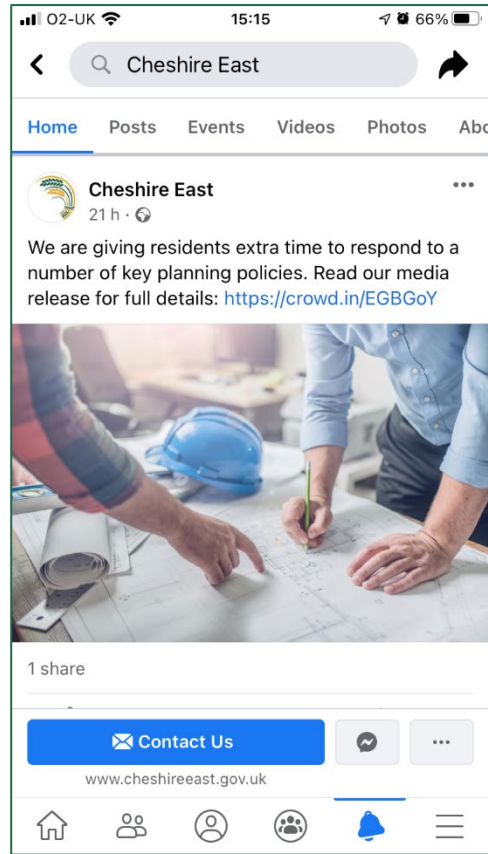 O2-UK 15:15 66%
Cheshire East
Home Posts Events Videos Photos Abo
Cheshire East
21 h ·
We are giving residents extra time to respond to a
number of key planning policies. Read our media
release for full details: https://crowd.in/EGBGoY
1 share
Contact Us
www.cheshireeast.gov.uk